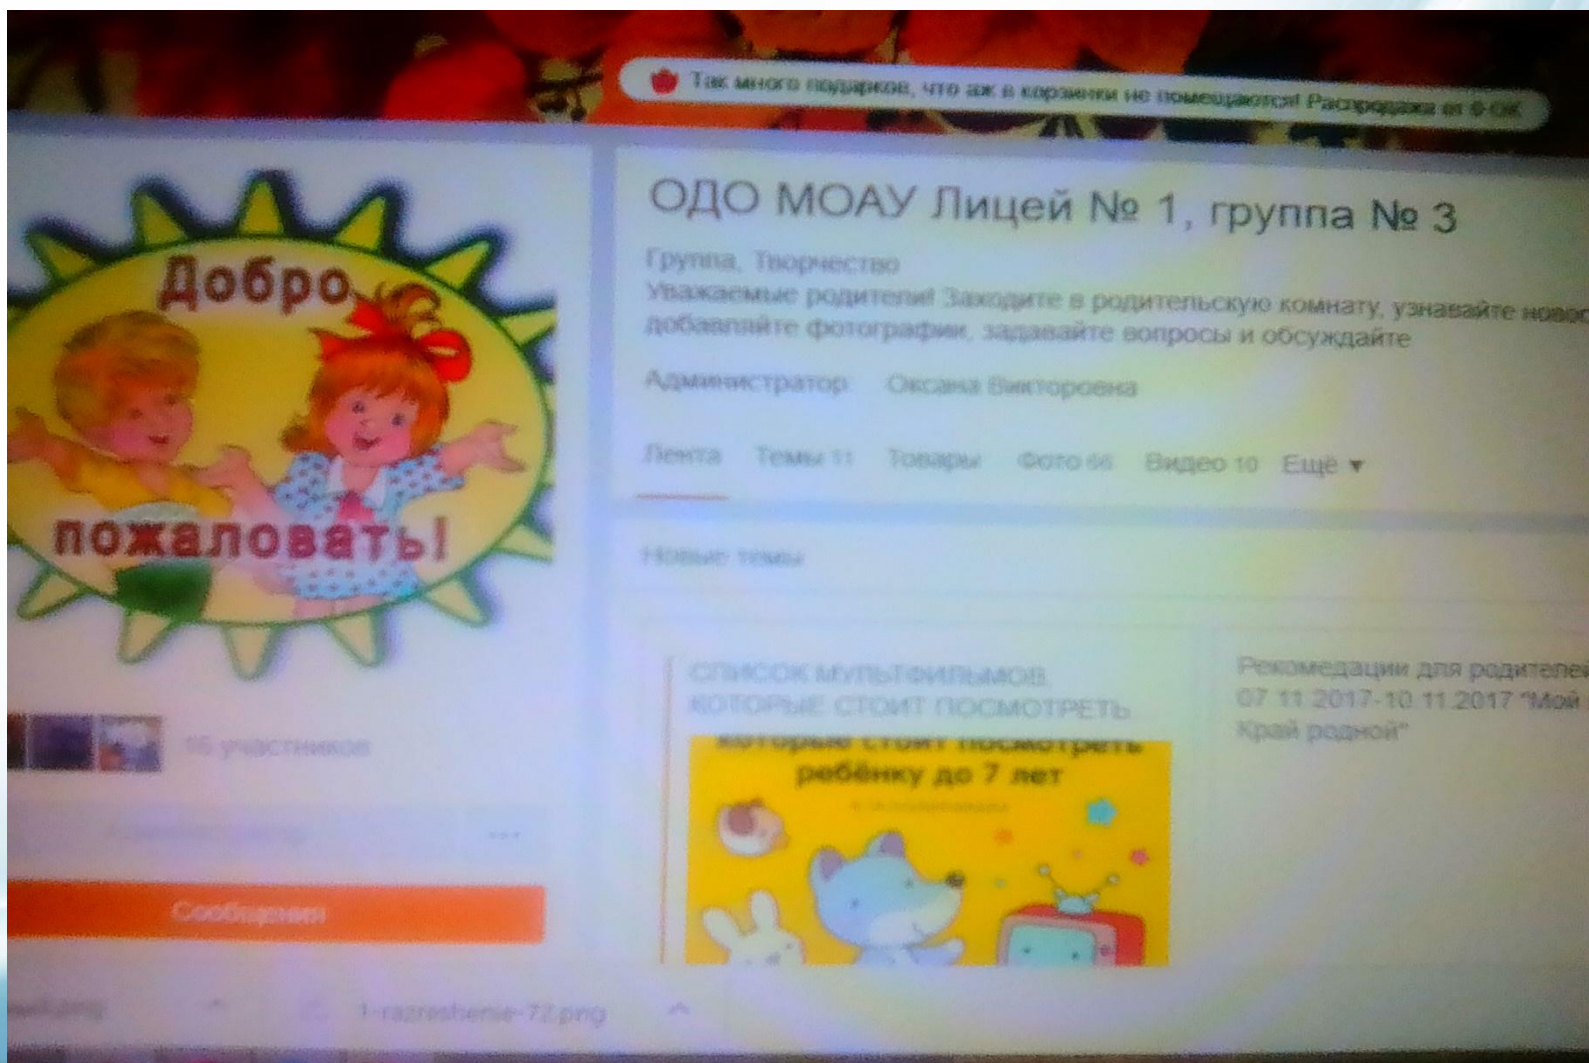 Так много подарков, что аж в корзинки не помещаются! Распродажа от
Добро
пожаловать!
ОДО МОАУ Лицей № 1, группа № 3
Группа, Творчество
Уважаемые родители! Заходите в родительскую комнату, узнавайте новос
добавляйте фотографии, задавайте вопросы и обсуждайте
Администратор Оксана Викторовна
Лента Темы 11 Товары Фото 66 Видео 10 Ещё
Новые темы
СПИСОК МУЛЬТФИЛЬМОВ,
КОТОРЫЕ СТОИТ ПОСМОТРЕТЬ
которые стоит посмотреть
ребёнку до 7 лет
Рекомедации для родителей
07.11.2017-10.11.2017 "Мой
Край родной"
16 участников
Сообщения
1-razreshenie-72.png